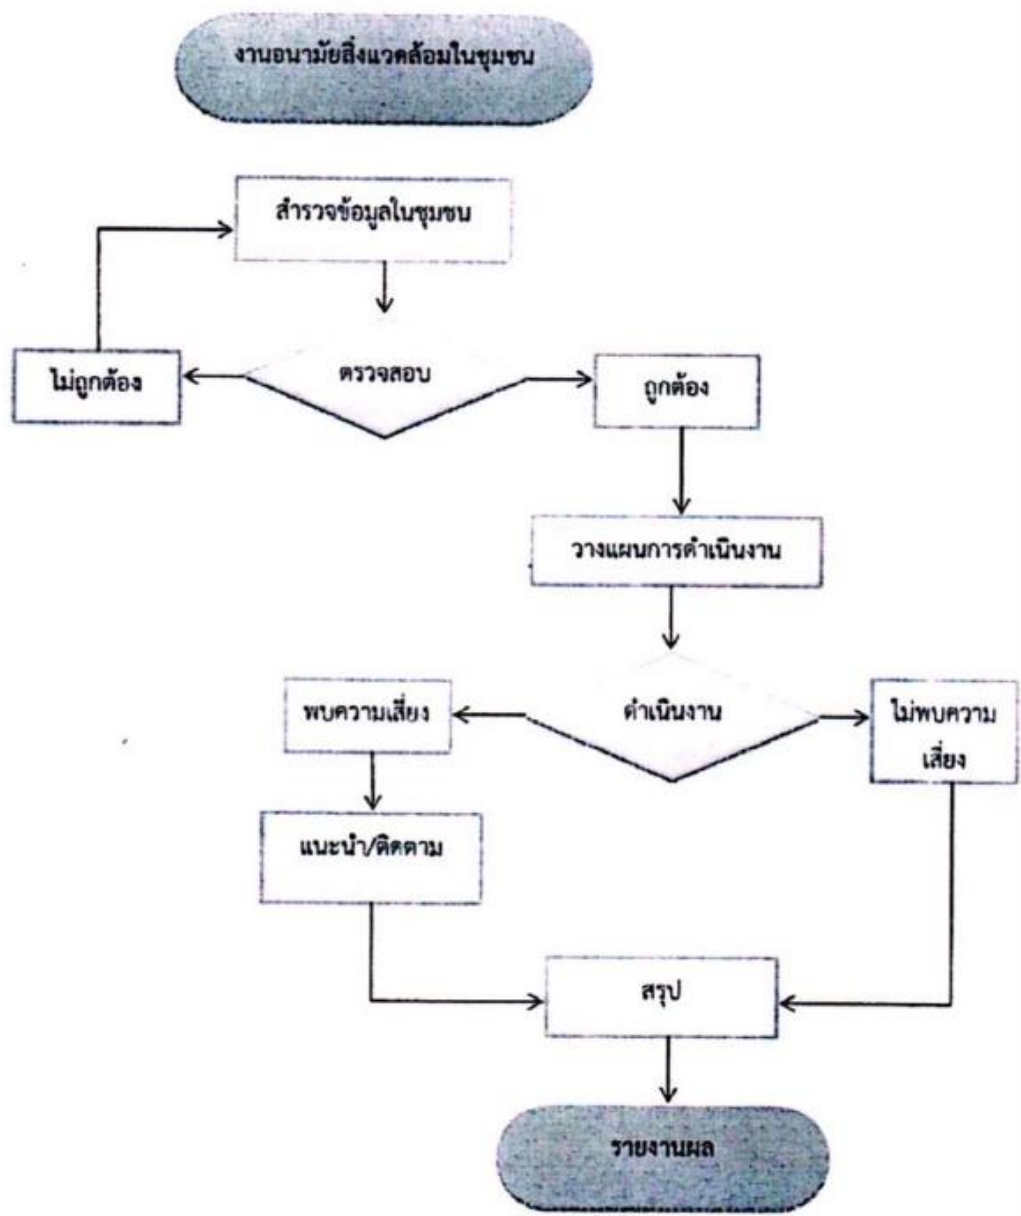 งานอนามัยสิ่งแวดล้อมในชุมชน
สำรวจข้อมูลในชุมชน
ไม่ถูกต้อง
ตรวจสอบ
ถูกต้อง
วางแผนการดำเนินงาน
พบความเสี่ยง
ดำเนินงาน
ไม่พบความ
เสี่ยง
แนะนำ/ติดตาม
สรุป
รายงานผล